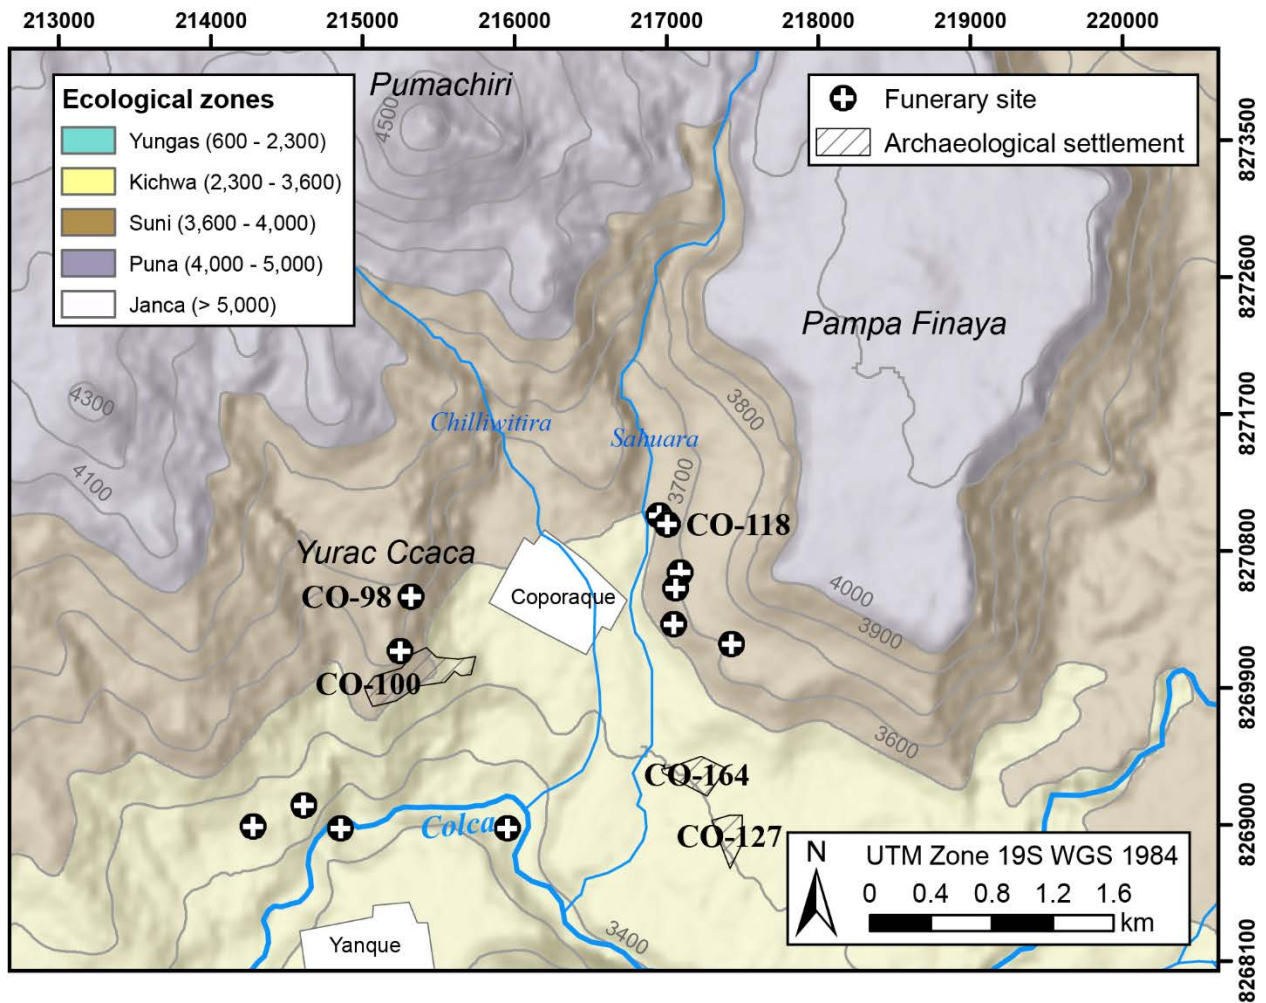 213000 214000 215000 216000 217000 218000 219000 220000
Pumachiri
4500
Ecological zones
Yungas (600 - 2,300)
Kichwa (2,300 - 3,600)
Suni (3,600 - 4,000)
Puna (4,000 - 5,000)
Janca (> 5,000)
Funerary site
Archaeological settlement
8273500
8272600
Pampa Finaya
4300
3800
8271700
Chilliwitira
Sahuara
4100
3700
CO-118
8270800
Yurac Ccaca
CO-98
Coporaque
4000
3900
CO-100
8269900
3600
CO-164
Colca
CO-127
8269000
N
UTM Zone 19S WGS 1984
0 0.4 0.8 1.2 1.6
km
Yanque
3400
8268100